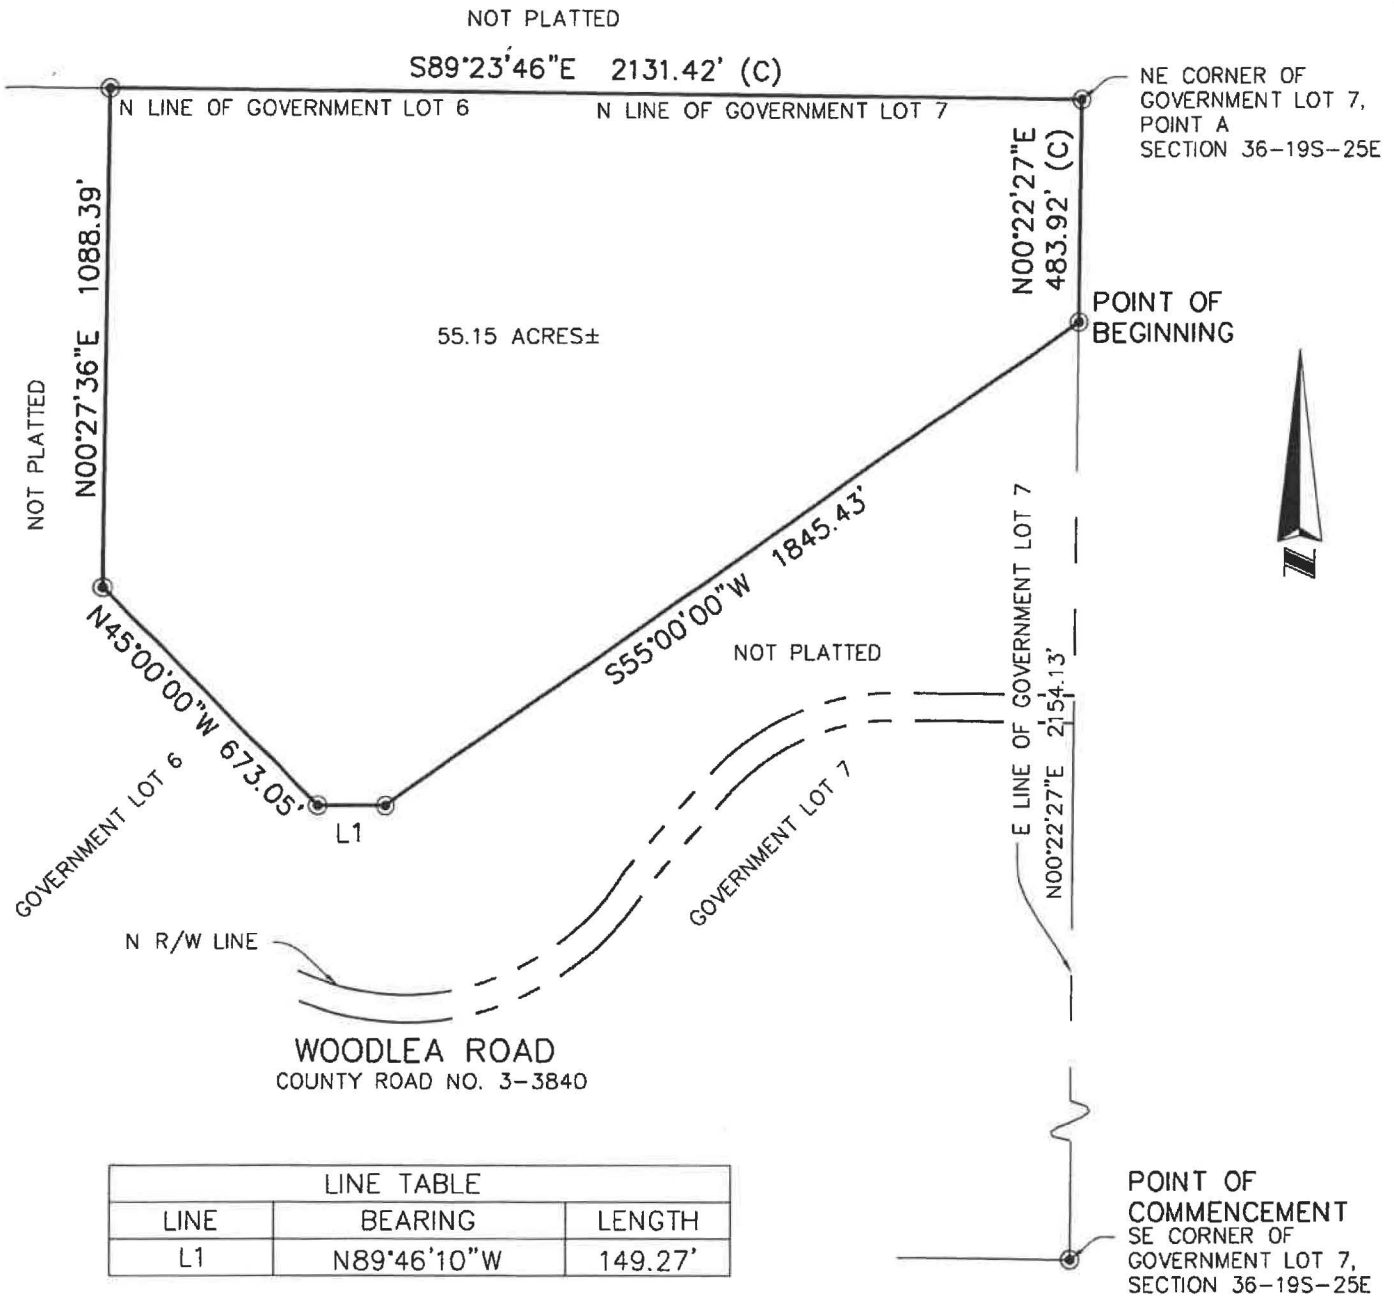 NOT PLATTED
S89°23'46"E 2131.42' (C)
N LINE OF GOVERNMENT LOT 6
N LINE OF GOVERNMENT LOT 7
NE CORNER OF
GOVERNMENT LOT 7,
POINT A
SECTION 36-19S-25E
N00°22'27"E
483.92' (C)
N00°27'36"E 1088.39'
NOT PLATTED
55.15 ACRES±
POINT OF
BEGINNING
S55°00'00"W 1845.43'
N45°00'00"W 673.05'
GOVERNMENT LOT 6
L1
NOT PLATTED
E LINE OF GOVERNMENT LOT 7
N00°22'27"E 2154.13'
GOVERNMENT LOT 7
N R/W LINE
WOODLEA ROAD
COUNTY ROAD NO. 3-3840
N
LINE TABLE
LINE BEARING LENGTH
L1 N89°46'10"W 149.27'
POINT OF
COMMENCEMENT
SE CORNER OF
GOVERNMENT LOT 7,
SECTION 36-19S-25E